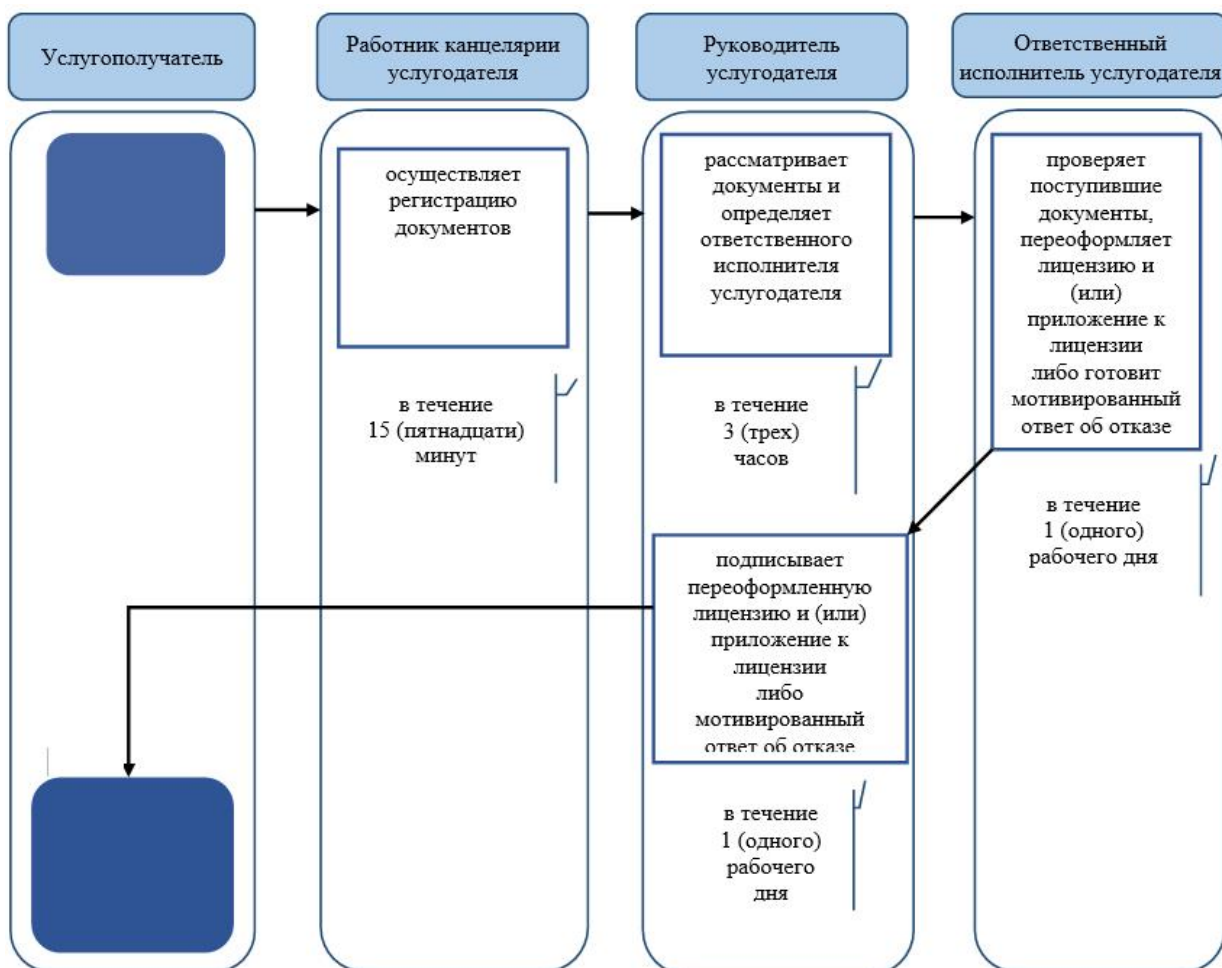 Услугополучатель
Работник канцелярии
услугодателя
Руководитель
услугодателя
Ответственный
исполнитель услугодателя
осуществляет
регистрацию
документов
в течение
15 (пятнадцати)
минут
рассматривает
документы и
определяет
ответственного
исполнителя
услугодателя
в течение
3 (трех)
часов
проверяет
поступившие
документы,
переоформляет
лицензию и
(или)
приложение к
лицензии
либо готовит
мотивированный
ответ об отказе
в течение
1 (одного)
рабочего дня
подписывает
переоформленную
лицензию и (или)
приложение к
лицензии
либо
мотивированный
ответ об отказе
в течение
1 (одного)
рабочего
дня